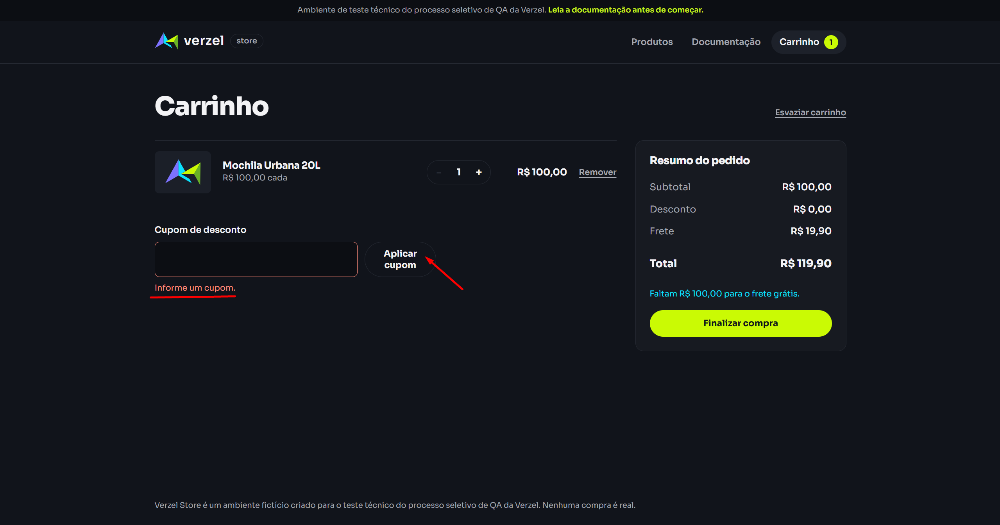 Ambiente de teste técnico do processo seletivo de QA da Verzel. Leia a documentação antes de começar.
verzel store
Produtos Documentação Carrinho 1
Carrinho
Esvaziar carrinho
Mochila Urbana 20L
R$ 100,00 cada
- 1 +
R$ 100,00 Remover
Cupom de desconto
Aplicar
cupom
Informe um cupom.
Resumo do pedido
Subtotal R$ 100,00
Desconto R$ 0,00
Frete R$ 19,90
Total R$ 119,90
Faltam R$ 100,00 para o frete grátis.
Finalizar compra
Verzel Store é um ambiente fictício criado para o teste técnico do processo seletivo de QA da Verzel. Nenhuma compra é real.